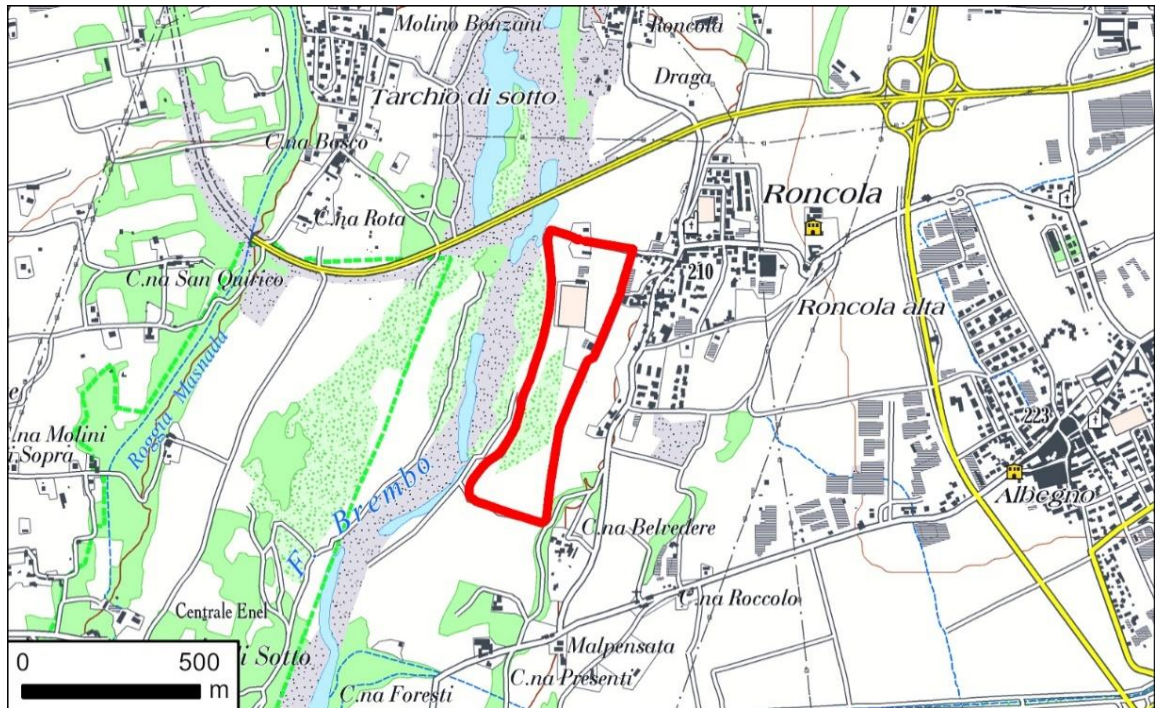 Molino Bonzani
Roncola
Draga
Tarchio di sotto
C.na Bosco
Roncola
C.na Rota
210
C.na San Quirico
Roncola alta
Roggia Masnada
223
.na Molini
i Sopra
F. Brembo
Albegno
C.na Belvedere
C.na Roccolo
Centrale Enel
Malpensata
i Sotto
C.na Presenti
C.na Foresti
0 500
m